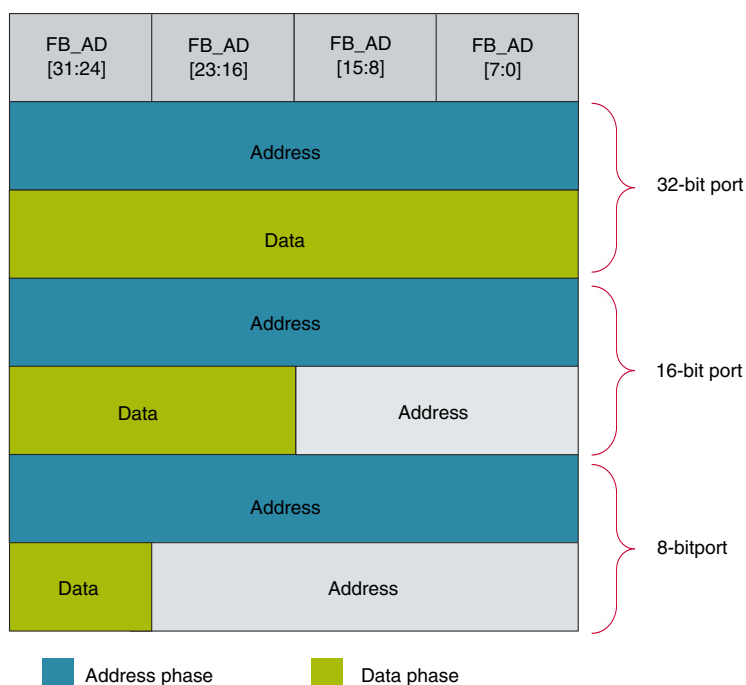 FB_AD FB_AD FB_AD FB_AD
[31:24] [23:16] [15:8] [7:0]
Address
32-bit port
Data
Address
16-bit port
Data Address
Address
8-bitport
Data Address
Address phase Data phase